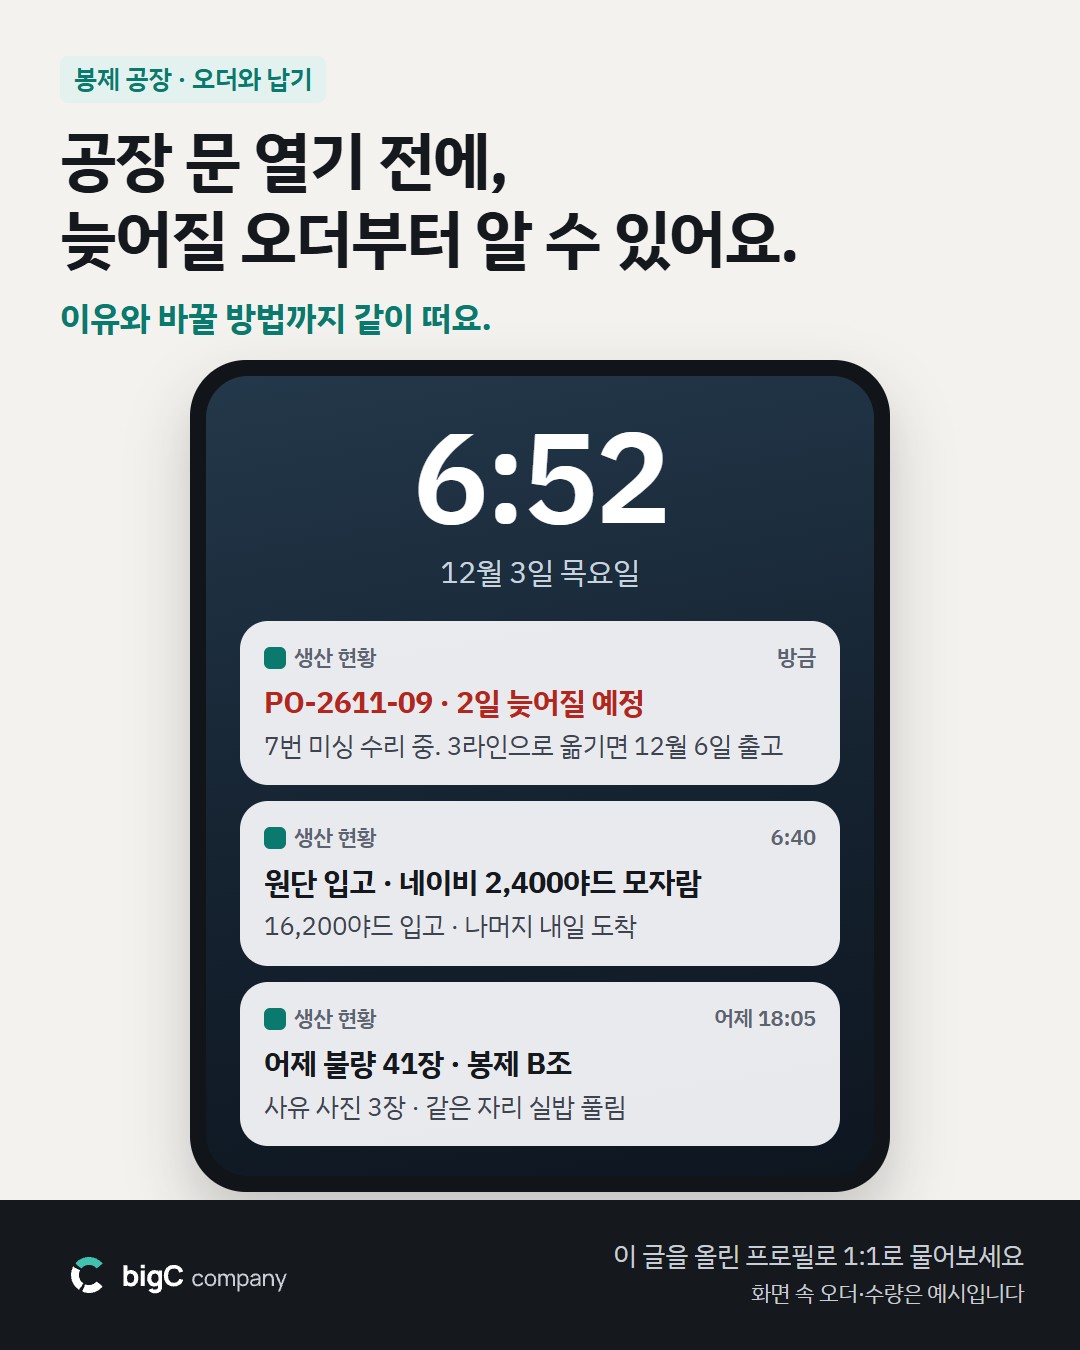 봉제 공장 · 오더와 납기
공장 문 열기 전에,
늦어질 오더부터 알 수 있어요.
이유와 바꿀 방법까지 같이 떠요.
6:52
12월 3일 목요일
생산 현황 방금
PO-2611-09 · 2일 늦어질 예정
7번 미싱 수리 중. 3라인으로 옮기면 12월 6일 출고
생산 현황 6:40
원단 입고 · 네이비 2,400야드 모자람
16,200야드 입고 · 나머지 내일 도착
생산 현황 어제 18:05
어제 불량 41장 · 봉제 B조
사유 사진 3장 · 같은 자리 실밥 풀림
bigC company
이 글을 올린 프로필로 1:1로 물어보세요
화면 속 오더·수량은 예시입니다